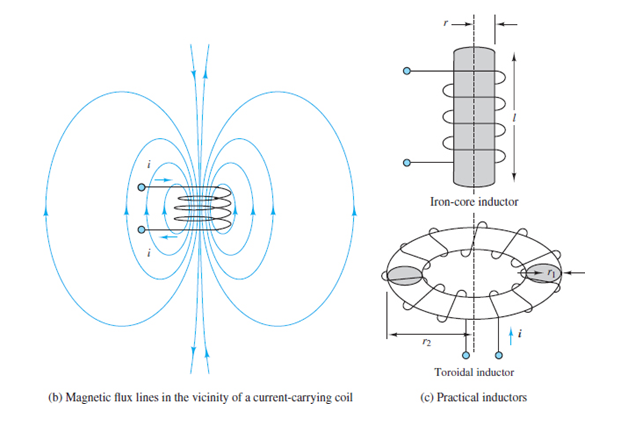 i
i
(b) Magnetic flux lines in the vicinity of a current-carrying coil
r
l
Iron-core inductor
r1
r2
i
Toroidal inductor
(c) Practical inductors